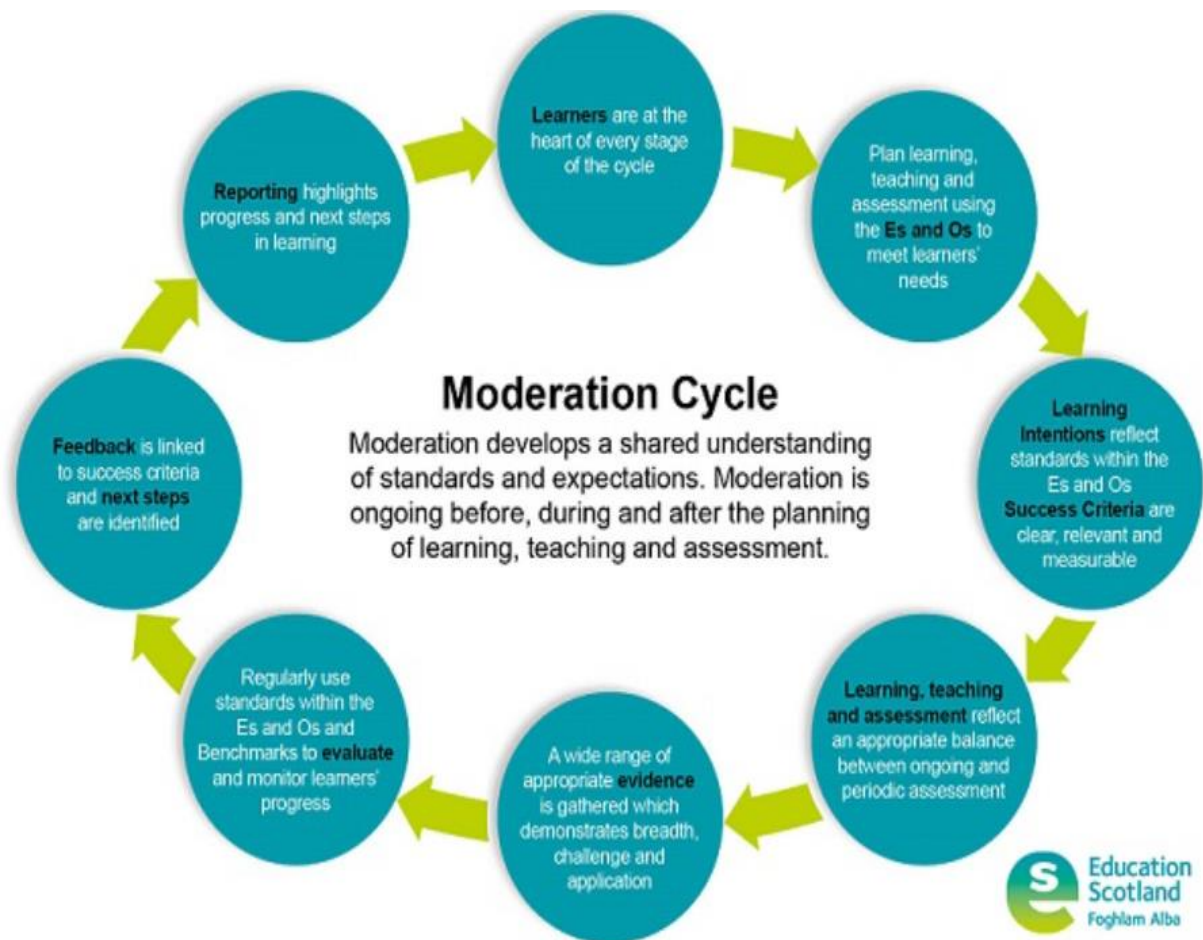 Learners are at the
heart of every stage
of the cycle
Plan learning,
teaching and
assessment using
the Es and Os to
meet learners'
needs
Learning
Intentions reflect
standards within the
Es and Os
Success Criteria are
clear, relevant and
measurable
Learning, teaching
and assessment reflect
an appropriate balance
between ongoing and
periodic assessment
A wide range of
appropriate evidence
is gathered which
demonstrates breadth,
challenge and
application
Regularly use
standards within the
Es and Os and
Benchmarks to evaluate
and monitor learners'
progress
Feedback is linked
to success criteria
and next steps
are identified
Reporting highlights
progress and next steps
in learning
Moderation Cycle
Moderation develops a shared understanding
of standards and expectations. Moderation is
ongoing before, during and after the planning
of learning, teaching and assessment.
Education
Scotland
Foghlam Alba